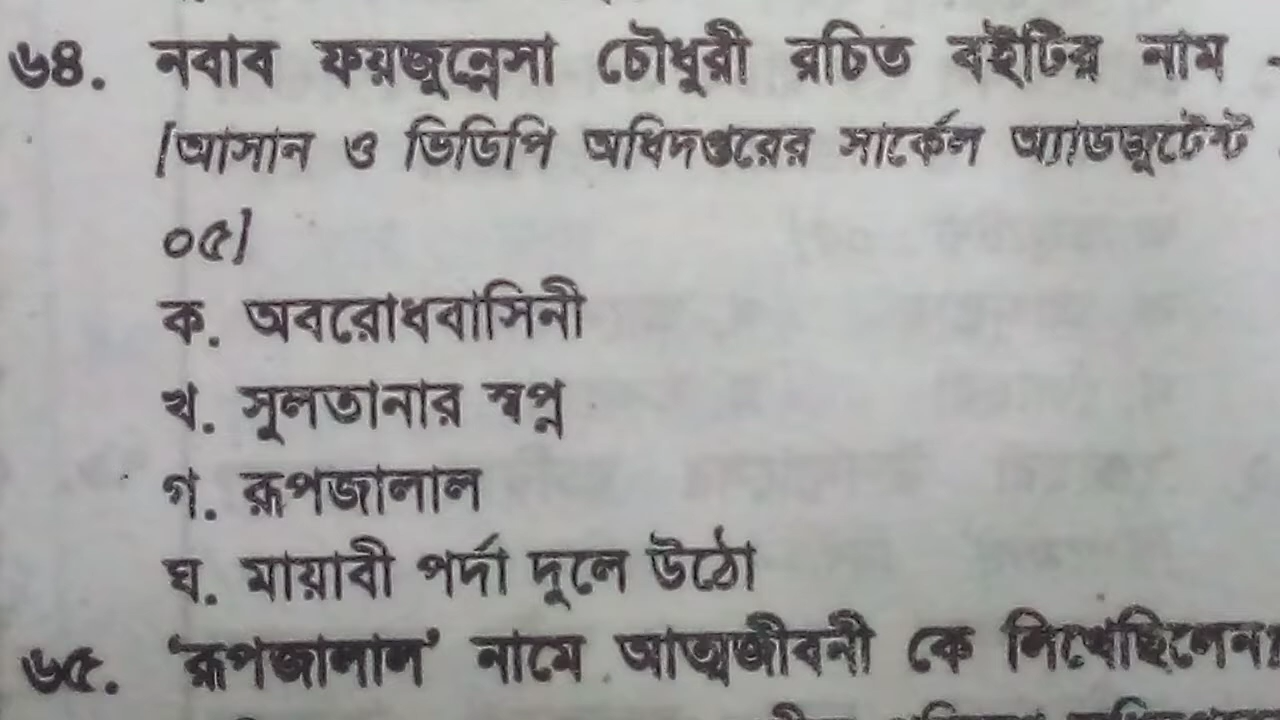 ৬৪. নবাব ফয়জুন্নেসা চৌধুরী রচিত বইটির নাম -
[আসান ও ভিডিপি অধিদপ্তরের সার্কেল অ্যাডজুটেন্ট
০৫]
ক. অবরোধবাসিনী
খ. সুলতানার স্বপ্ন
গ. রূপজালাল
ঘ. মায়াবী পর্দা দুলে উঠো
৬৫. 'রূপজালাল' নামে আত্মজীবনী কে লিখেছিলেন?